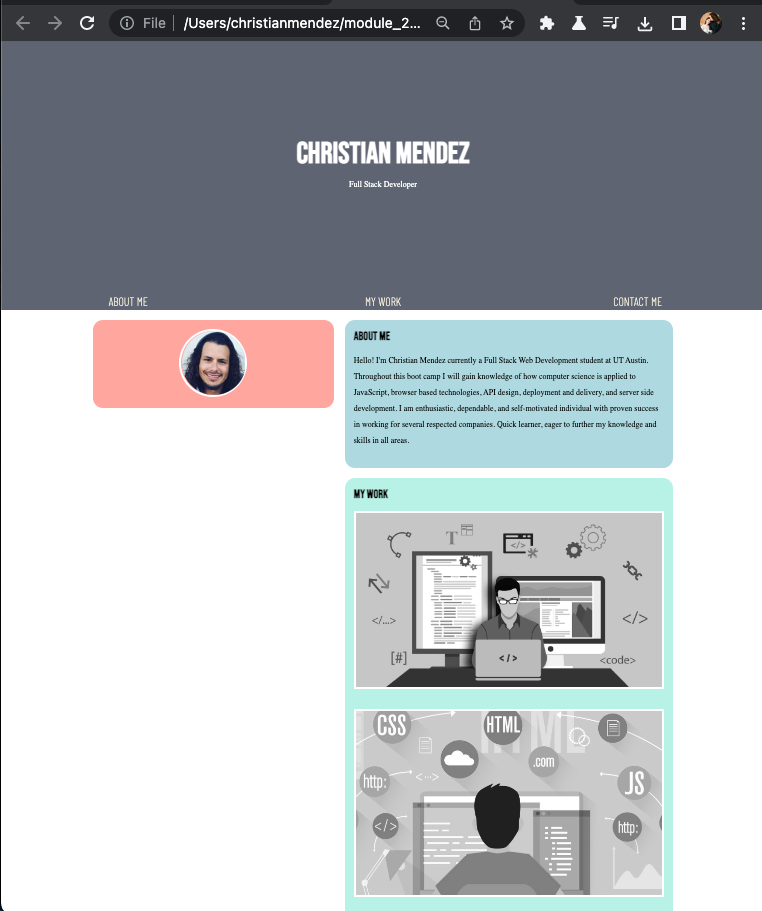 File
/Users/christianmendez/module_2...
CHRISTIAN MENDEZ
Full Stack Developer
ABOUT ME
MY WORK
CONTACT ME
ABOUT ME
Hello! I'm Christian Mendez currently a Full Stack Web Development student at UT Austin.
Throughout this boot camp I will gain knowledge of how computer science is applied to
JavaScript, browser based technologies, API design, deployment and delivery, and server side
development. I am enthusiastic, dependable, and self-motivated individual with proven success
in working for several respected companies. Quick learner, eager to further my knowledge and
skills in all areas.
MY WORK
T
</>
</...>
</>
[#]
</>
<code>
CSS
HTML
HTML
.com
<...>
http:
JS
</>
http: